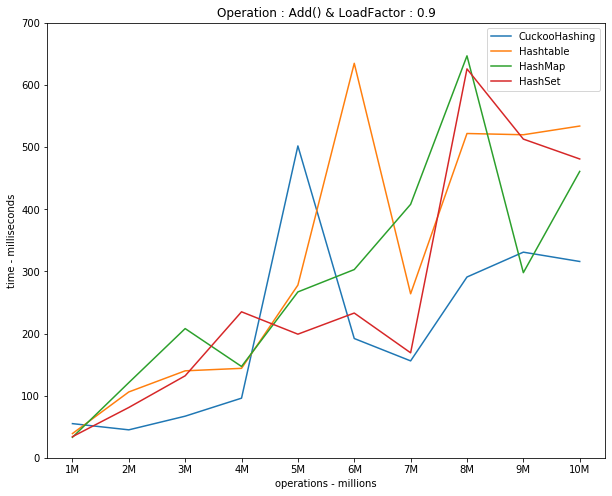 Operation : Add() & LoadFactor : 0.9
CuckooHashing
Hashtable
HashMap
HashSet
700
600
500
400
300
200
100
0
time - milliseconds
1M 2M 3M 4M 5M 6M 7M 8M 9M 10M
operations - millions